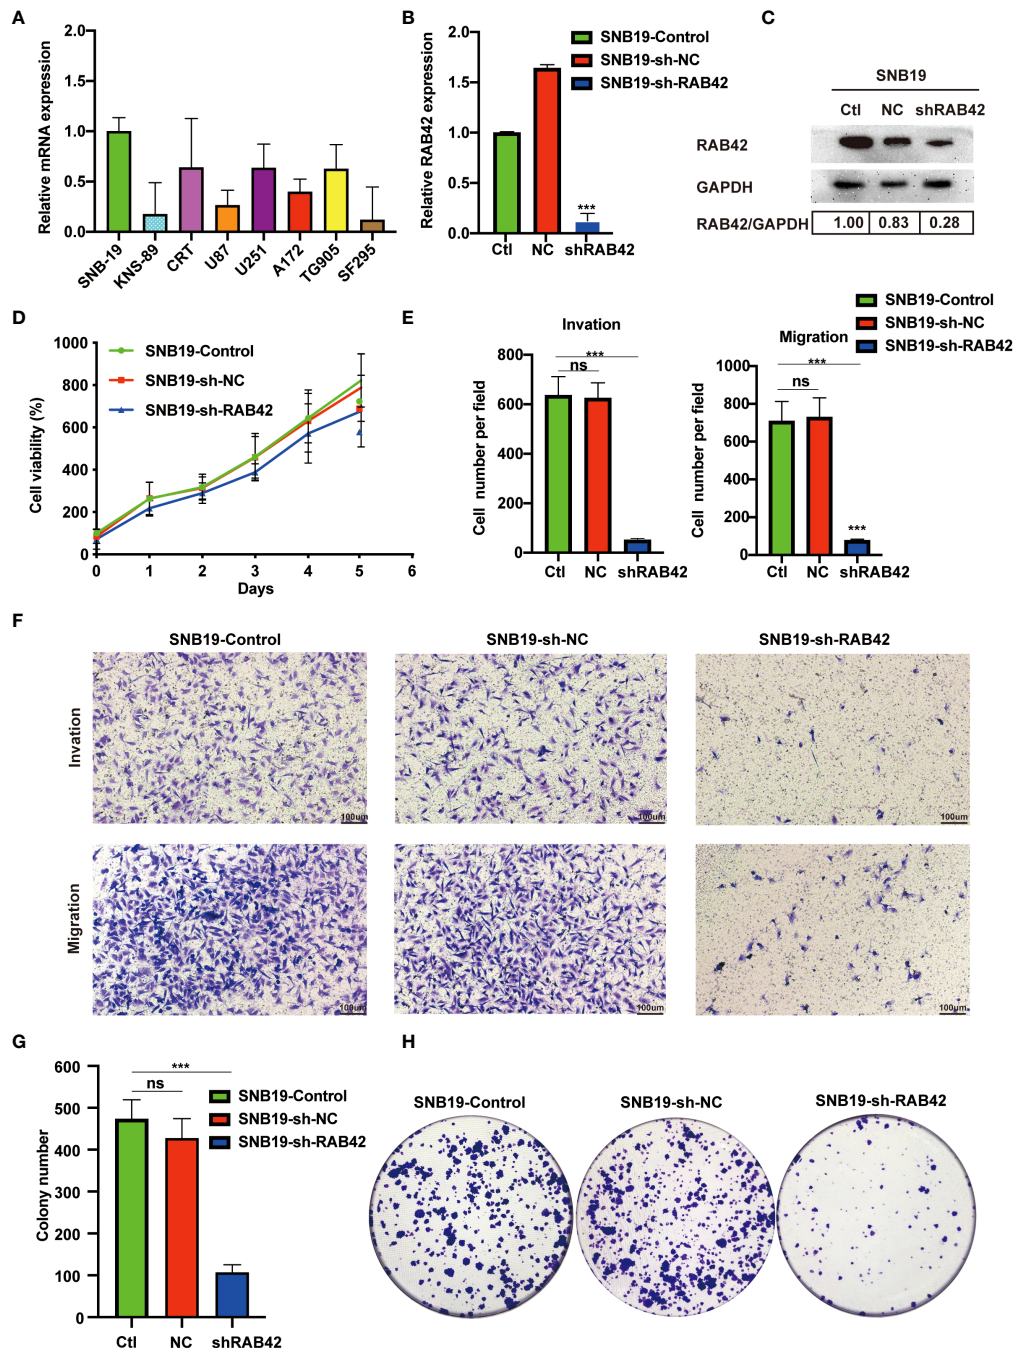 A
Relative mRNA expression
2.0
1.5
1.0
0.5
0.0
SNB-19
KNS-89
CRT
U87
U251
A172
TG905
SF295
B
Relative RAB42 expression
2.0
1.5
1.0
0.5
0.0
***
Ctl NC shRAB42
SNB19-Control
SNB19-sh-NC
SNB19-sh-RAB42
C
SNB19
Ctl NC shRAB42
RAB42
GAPDH
RAB42/GAPDH 1.00 0.83 0.28
D
Cell viability (%)
1000
800
600
400
200
0
0 1 2 3 4 5 6
Days
SNB19-Control
SNB19-sh-NC
SNB19-sh-RAB42
E
Invation
Cell number per field
800
600
400
200
0
***
ns
Ctl NC shRAB42
Migration
Cell number per field
1000
800
600
400
200
0
***
ns
***
Ctl NC shRAB42
SNB19-Control
SNB19-sh-NC
SNB19-sh-RAB42
F
SNB19-Control SNB19-sh-NC SNB19-sh-RAB42
Invation
100um 100um 100um
Migration
100um 100um 100um
G
Colony number
600
500
400
300
200
100
0
***
ns
Ctl NC shRAB42
SNB19-Control
SNB19-sh-NC
SNB19-sh-RAB42
H
SNB19-Control SNB19-sh-NC SNB19-sh-RAB42